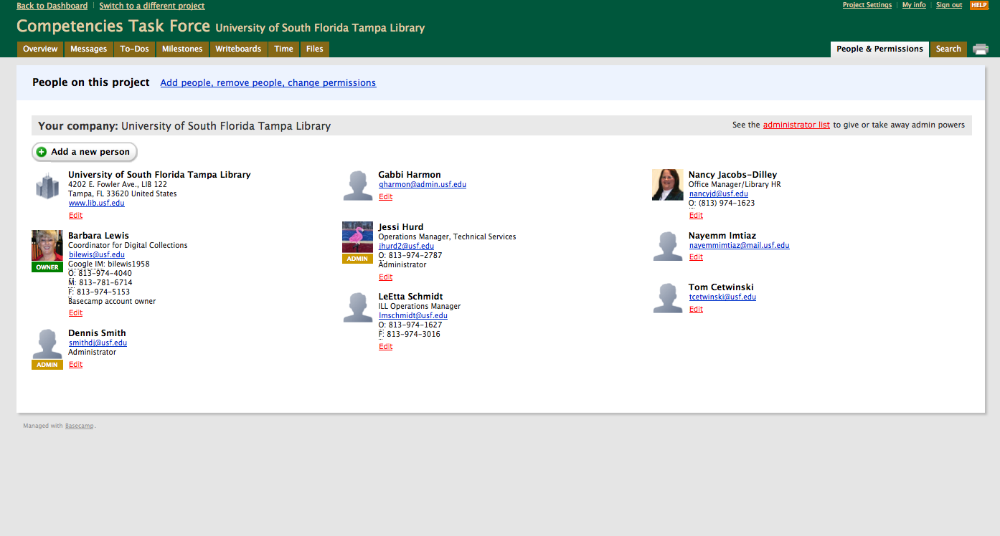 Back to Dashboard | Switch to a different project
Project Settings | My info | Sign out HELP
Competencies Task Force University of South Florida Tampa Library
Overview Messages To-Dos Milestones Writeboards Time Files
People & Permissions Search
People on this project Add people, remove people, change permissions
Your company: University of South Florida Tampa Library
See the administrator list to give or take away admin powers
Add a new person
University of South Florida Tampa Library
4202 E. Fowler Ave., LIB 122
Tampa, FL 33620 United States
www.lib.usf.edu
Edit
Barbara Lewis
Coordinator for Digital Collections
bilewis@usf.edu
Google IM: bilewis1958
OWNER
O: 813-974-4040
M: 813-781-6714
F: 813-974-5153
Basecamp account owner
Edit
Dennis Smith
smithdj@usf.edu
Administrator
ADMIN
Edit
Gabbi Harmon
gharmon@admin.usf.edu
Edit
Jessi Hurd
Operations Manager, Technical Services
jhurd2@usf.edu
O: 813-974-2787
ADMIN
Administrator
Edit
LeEtta Schmidt
ILL Operations Manager
lmschmidt@usf.edu
O: 813-974-1627
F: 813-974-3016
Edit
Nancy Jacobs-Dilley
Office Manager/Library HR
nancyjd@usf.edu
O: (813) 974-1623
Edit
Nayemm Imtiaz
nayemmimtiaz@mail.usf.edu
Edit
Tom Cetwinski
tcetwinski@usf.edu
Edit
Managed with Basecamp.